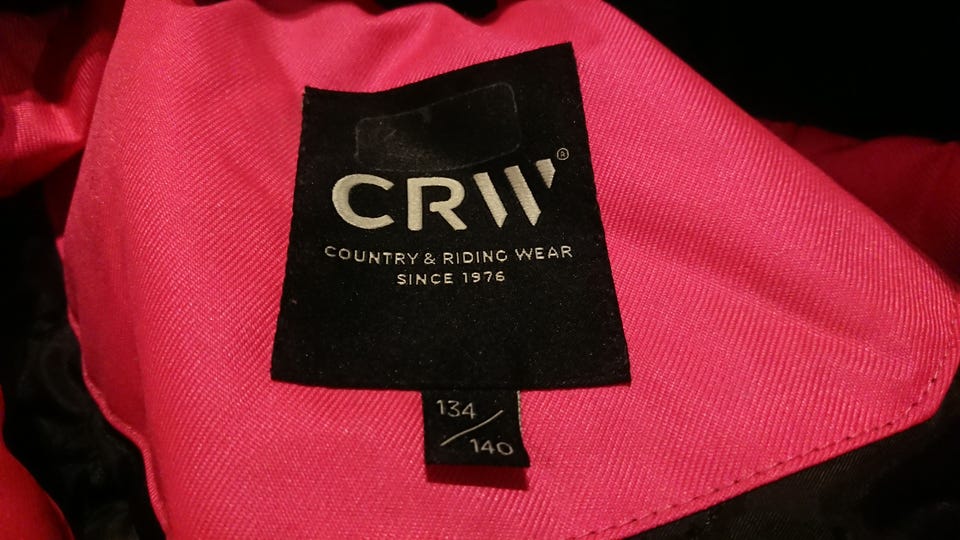 CRW®
COUNTRY & RIDING WEAR
SINCE 1976
134/
140